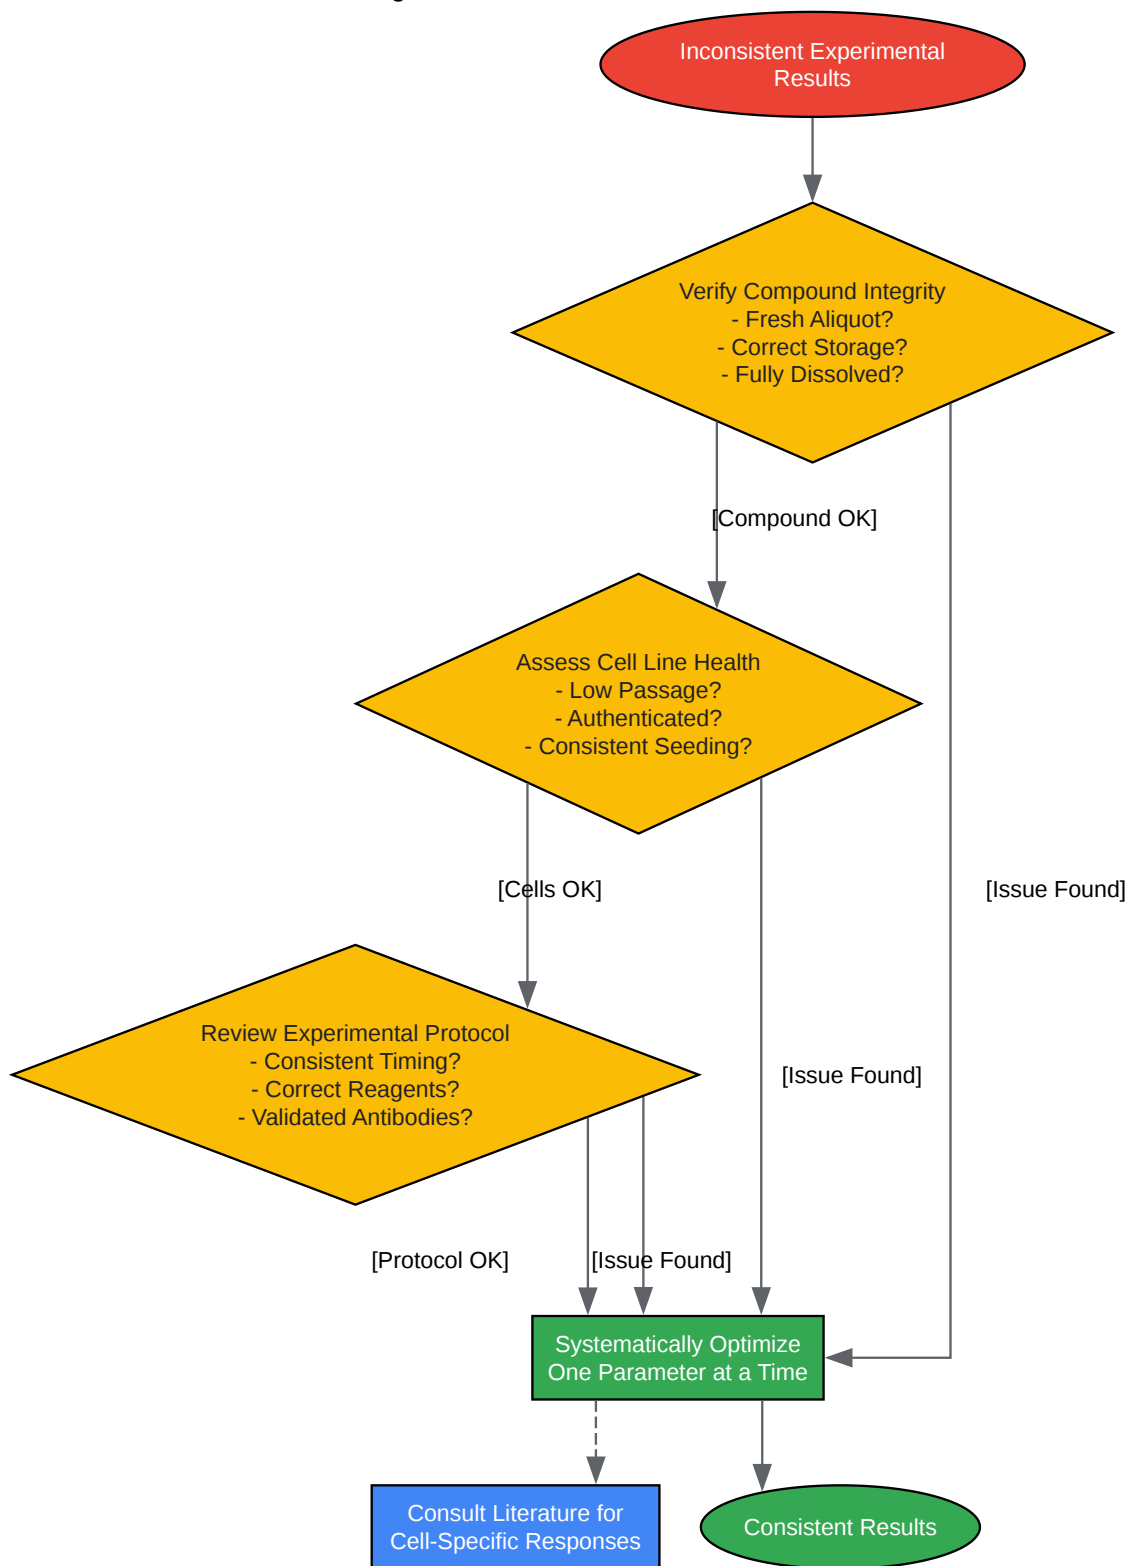 Inconsistent Experimental
Results
Verify Compound Integrity
- Fresh Aliquot?
- Correct Storage?
- Fully Dissolved?
[Compound OK]
Assess Cell Line Health
- Low Passage?
- Authenticated?
- Consistent Seeding?
[Cells OK]
[Issue Found]
Review Experimental Protocol
- Consistent Timing?
- Correct Reagents?
- Validated Antibodies?
[Issue Found]
[Protocol OK]
[Issue Found]
Systematically Optimize
One Parameter at a Time
Consult Literature for
Cell-Specific Responses
Consistent Results